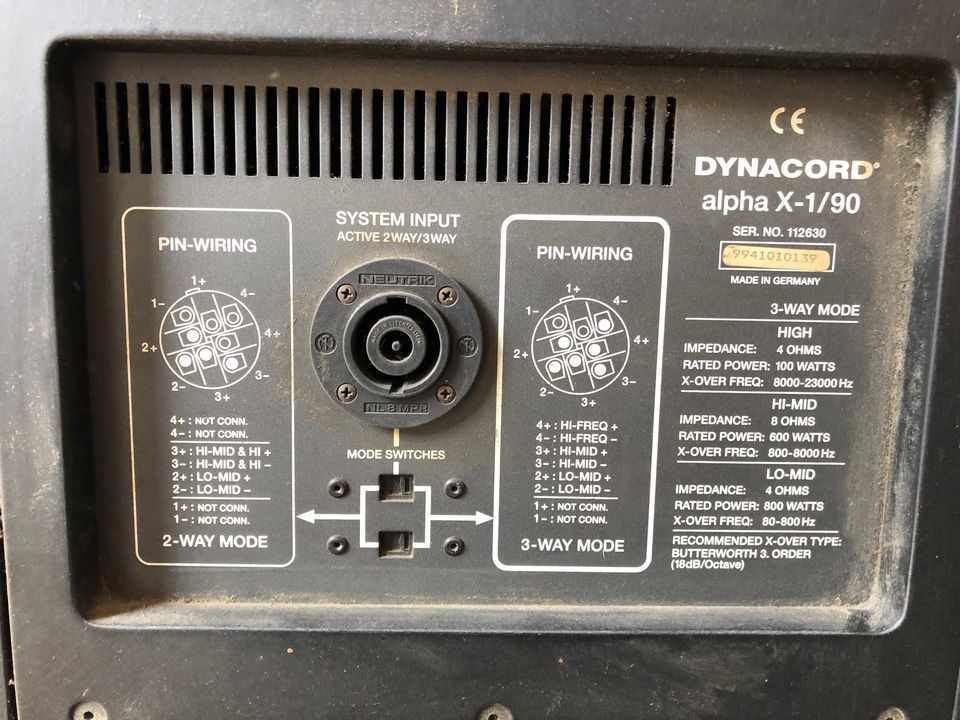 CE
DYNACORD
alpha X-1/90
SER. NO. 112630
9941010139
MADE IN GERMANY
SYSTEM INPUT
ACTIVE 2WAY/3WAY
NEUTRIK
NL8MPR
MODE SWITCHES
PIN-WIRING
1+
1−
4−
2+
4+
2−
3−
3+
4+ : NOT CONN.
4− : NOT CONN.
3+ : HI-MID & HI +
3− : HI-MID & HI −
2+ : LO-MID +
2− : LO-MID −
1+ : NOT CONN.
1− : NOT CONN.
2-WAY MODE
PIN-WIRING
1+
1−
4−
2+
4+
2−
3−
3+
4+ : HI-FREQ +
4− : HI-FREQ −
3+ : HI-MID +
3− : HI-MID −
2+ : LO-MID +
2− : LO-MID −
1+ : NOT CONN.
1− : NOT CONN.
3-WAY MODE
3-WAY MODE
HIGH
IMPEDANCE: 4 OHMS
RATED POWER: 100 WATTS
X-OVER FREQ: 8000-23000 Hz
HI-MID
IMPEDANCE: 8 OHMS
RATED POWER: 600 WATTS
X-OVER FREQ: 800-8000 Hz
LO-MID
IMPEDANCE: 4 OHMS
RATED POWER: 800 WATTS
X-OVER FREQ: 80-800 Hz
RECOMMENDED X-OVER TYPE:
BUTTERWORTH 3. ORDER
(18dB/Octave)